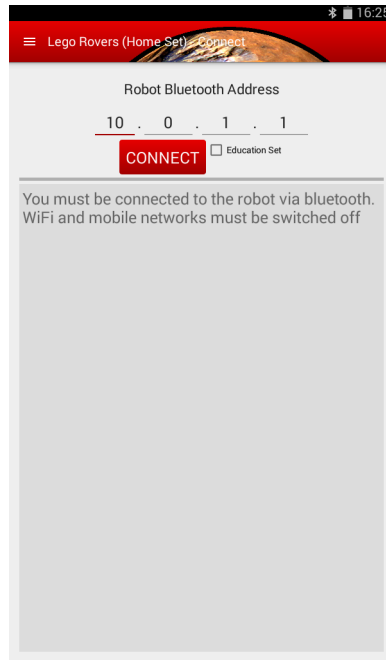 16:25
Lego Rovers (Home Set) - Connect
Robot Bluetooth Address
10 . 0 . 1 . 1
CONNECT Education Set
You must be connected to the robot via bluetooth.
WiFi and mobile networks must be switched off